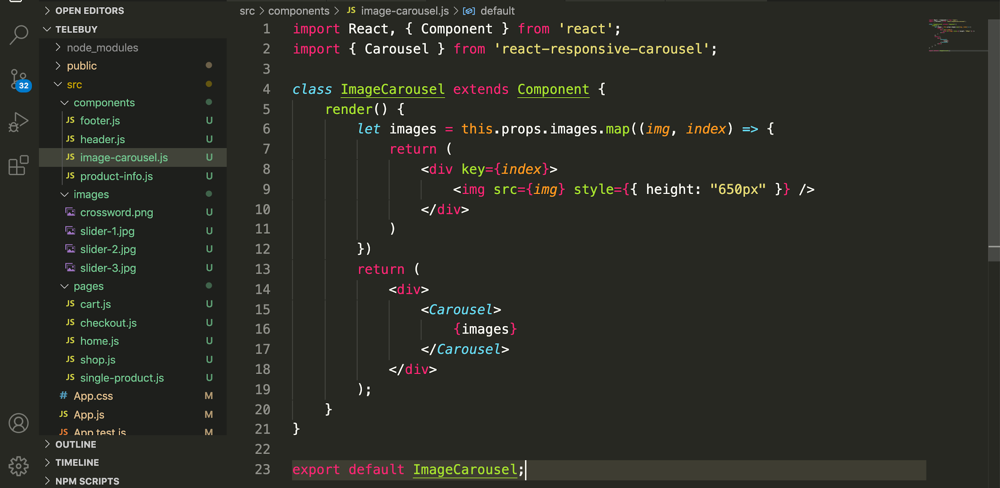 OPEN EDITORS
TELEBUY
node_modules
public
src
components
JS footer.js U
JS header.js U
JS image-carousel.js U
JS product-info.js U
images
crossword.png U
slider-1.jpg U
slider-2.jpg U
slider-3.jpg U
pages
JS cart.js U
JS checkout.js U
JS home.js U
JS shop.js U
JS single-product.js U
# App.css M
JS App.js M
JS App.test.js M
OUTLINE
TIMELINE
NPM SCRIPTS
32
src > components > JS image-carousel.js > default
1 import React, { Component } from 'react';
2 import { Carousel } from 'react-responsive-carousel';
3
4 class ImageCarousel extends Component {
5 render() {
6 let images = this.props.images.map((img, index) => {
7 return (
8 <div key={index}>
9 <img src={img} style={{ height: "650px" }} />
10 </div>
11 )
12 })
13 return (
14 <div>
15 <Carousel>
16 {images}
17 </Carousel>
18 </div>
19 );
20 }
21 }
22
23 export default ImageCarousel;